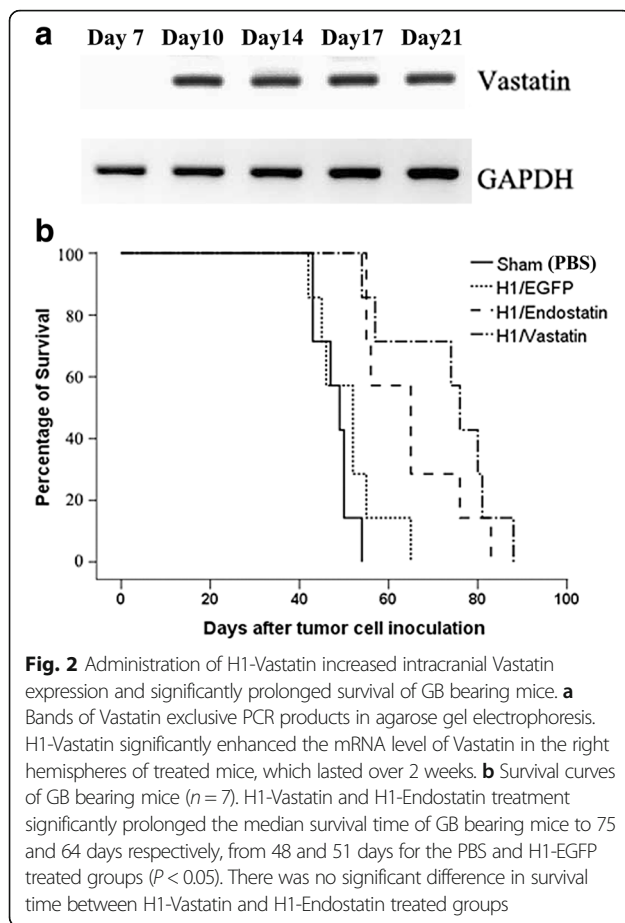 a
Day 7 Day10 Day14 Day17 Day21
Vastatin
GAPDH
b
100
80
60
40
20
0
Percentage of Survival
Sham (PBS)
H1/EGFP
H1/Endostatin
H1/Vastatin
0 20 40 60 80 100
Days after tumor cell inoculation
Fig. 2 Administration of H1-Vastatin increased intracranial Vastatin
expression and significantly prolonged survival of GB bearing mice. a
Bands of Vastatin exclusive PCR products in agarose gel electrophoresis.
H1-Vastatin significantly enhanced the mRNA level of Vastatin in the right
hemispheres of treated mice, which lasted over 2 weeks. b Survival curves
of GB bearing mice (n = 7). H1-Vastatin and H1-Endostatin treatment
significantly prolonged the median survival time of GB bearing mice to 75
and 64 days respectively, from 48 and 51 days for the PBS and H1-EGFP
treated groups (P < 0.05). There was no significant difference in survival
time between H1-Vastatin and H1-Endostatin treated groups